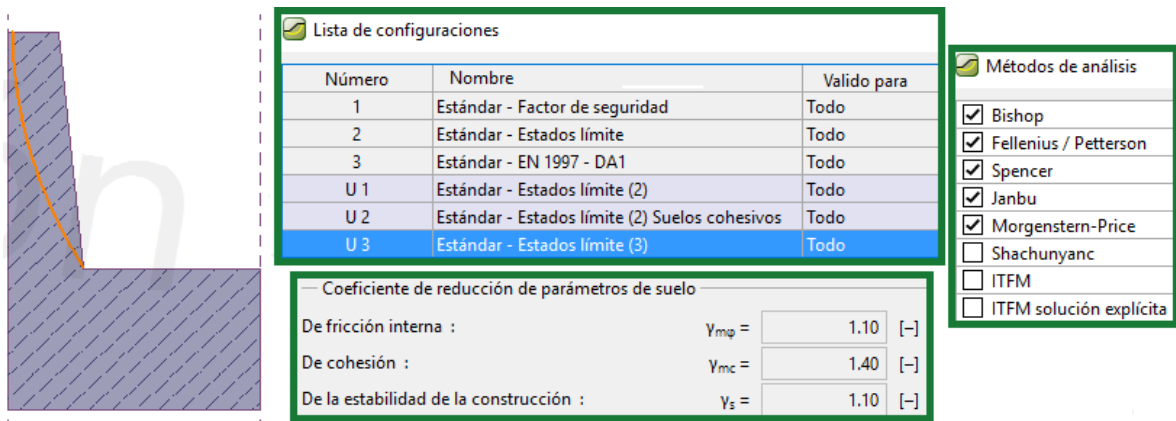 Lista de configuraciones
Número Nombre Valido para
1 Estándar - Factor de seguridad Todo
2 Estándar - Estados límite Todo
3 Estándar - EN 1997 - DA1 Todo
U 1 Estándar - Estados límite (2) Todo
U 2 Estándar - Estados límite (2) Suelos cohesivos Todo
U 3 Estándar - Estados límite (3) Todo
Coeficiente de reducción de parámetros de suelo
De fricción interna : γmφ = 1.10 [–]
De cohesión : γmc = 1.40 [–]
De la estabilidad de la construcción : γs = 1.10 [–]
Métodos de análisis
Bishop
Fellenius / Petterson
Spencer
Janbu
Morgenstern-Price
Shachunyanc
ITFM
ITFM solución explícita